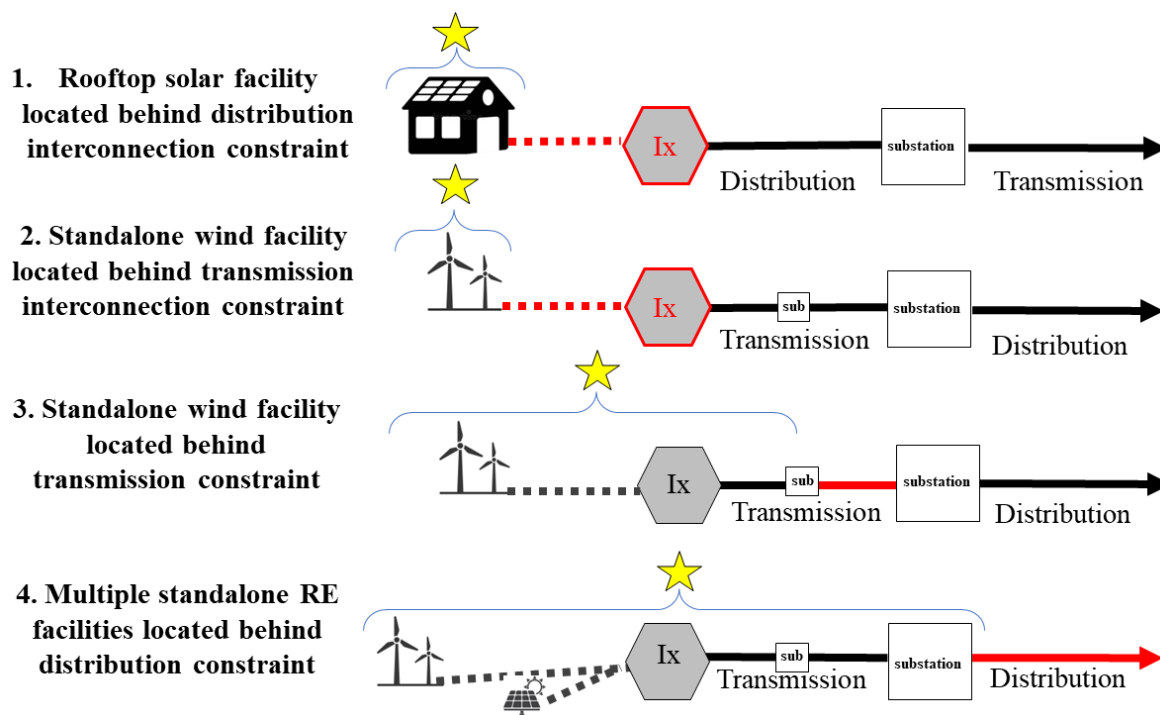 1. Rooftop solar facility
located behind distribution
interconnection constraint
Ix
substation
Distribution
Transmission
2. Standalone wind facility
located behind transmission
interconnection constraint
Ix
sub
substation
Transmission
Distribution
3. Standalone wind facility
located behind
transmission constraint
Ix
sub
substation
Transmission
Distribution
4. Multiple standalone RE
facilities located behind
distribution constraint
Ix
sub
substation
Transmission
Distribution